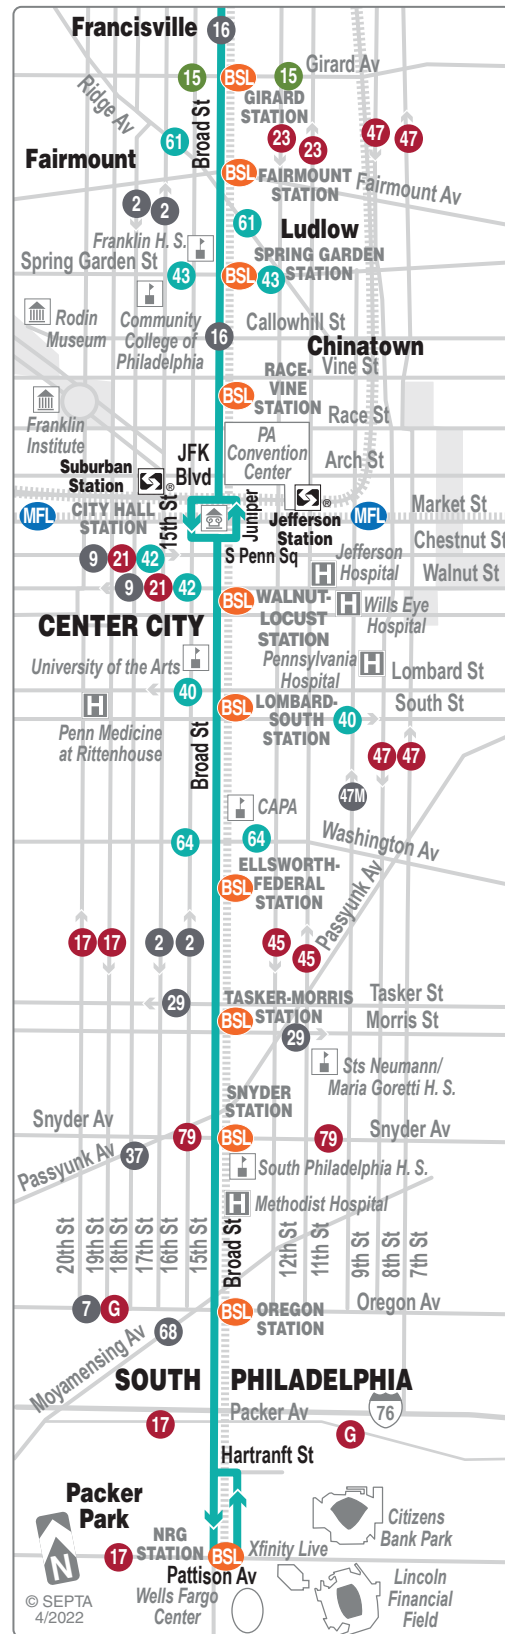 Francisville
16
15
BSL
15
Girard Av
GIRARD
STATION
Ridge Av
Broad St
61
23
23
47
47
Fairmount
BSL
FAIRMOUNT
STATION
Fairmount Av
2
2
61
Ludlow
Franklin H. S.
Spring Garden St
43
BSL
43
SPRING GARDEN
STATION
Rodin
Museum
Community
College of
Philadelphia
16
Callowhill St
Chinatown
Vine St
RACE-
VINE
STATION
BSL
Race St
Franklin
Institute
PA
Convention
Center
Arch St
Suburban
Station
®
JFK
Blvd
15th St
Juniper
®
Jefferson
Station
MFL
CITY HALL
STATION
MFL
Market St
Chestnut St
9
21
42
S Penn Sq
Jefferson
Hospital
Walnut St
9
21
42
BSL
WALNUT-
LOCUST
STATION
Wills Eye
Hospital
CENTER CITY
University of the Arts
Pennsylvania
Hospital
Lombard St
40
BSL
LOMBARD-
SOUTH
STATION
40
South St
Penn Medicine
at Rittenhouse
Broad St
47
47
47M
CAPA
64
64
Washington Av
ELLSWORTH-
FEDERAL
STATION
BSL
Passyunk Av
17
17
2
2
45
45
29
TASKER-MORRIS
STATION
BSL
Tasker St
Morris St
29
Sts Neumann/
Maria Goretti H. S.
SNYDER
STATION
Snyder Av
79
BSL
79
Snyder Av
Passyunk Av
37
South Philadelphia H. S.
Methodist Hospital
20th St
19th St
18th St
17th St
16th St
15th St
Broad St
12th St
11th St
9th St
8th St
7th St
7
G
BSL
OREGON
STATION
Oregon Av
68
Moyamensing Av
SOUTH PHILADELPHIA
17
Packer Av
76
G
Hartranft St
Packer
Park
N
17
NRG
STATION
BSL
Xfinity Live
Citizens
Bank Park
Pattison Av
Wells Fargo
Center
Lincoln
Financial
Field
© SEPTA
4/2022